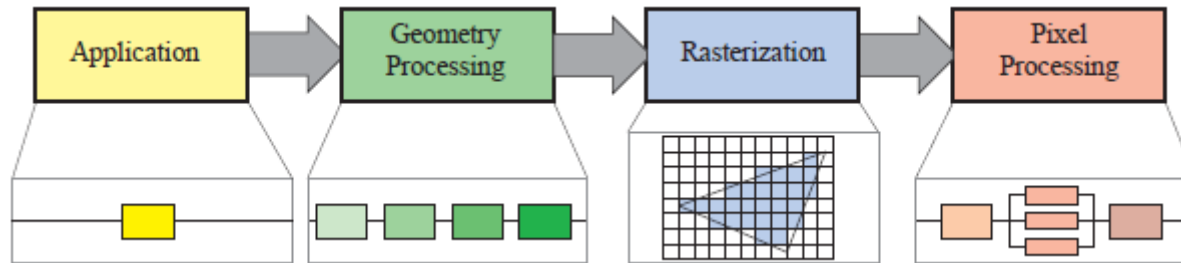 Application
Geometry
Processing
Rasterization
Pixel
Processing